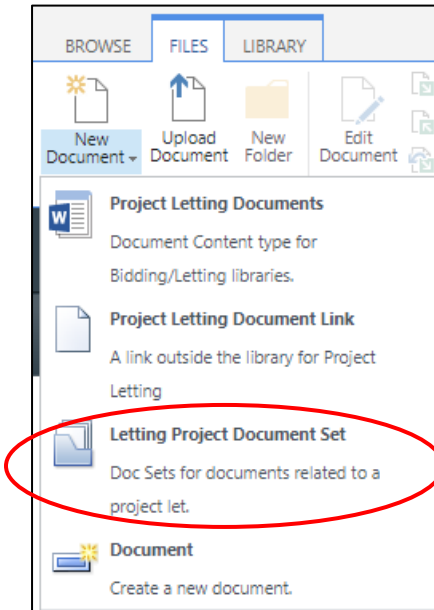 BROWSE FILES LIBRARY
New Document Upload Document New Folder Edit Document
Project Letting Documents
Document Content type for
Bidding/Letting libraries.
Project Letting Document Link
A link outside the library for Project
Letting
Letting Project Document Set
Doc Sets for documents related to a
project let.
Document
Create a new document.